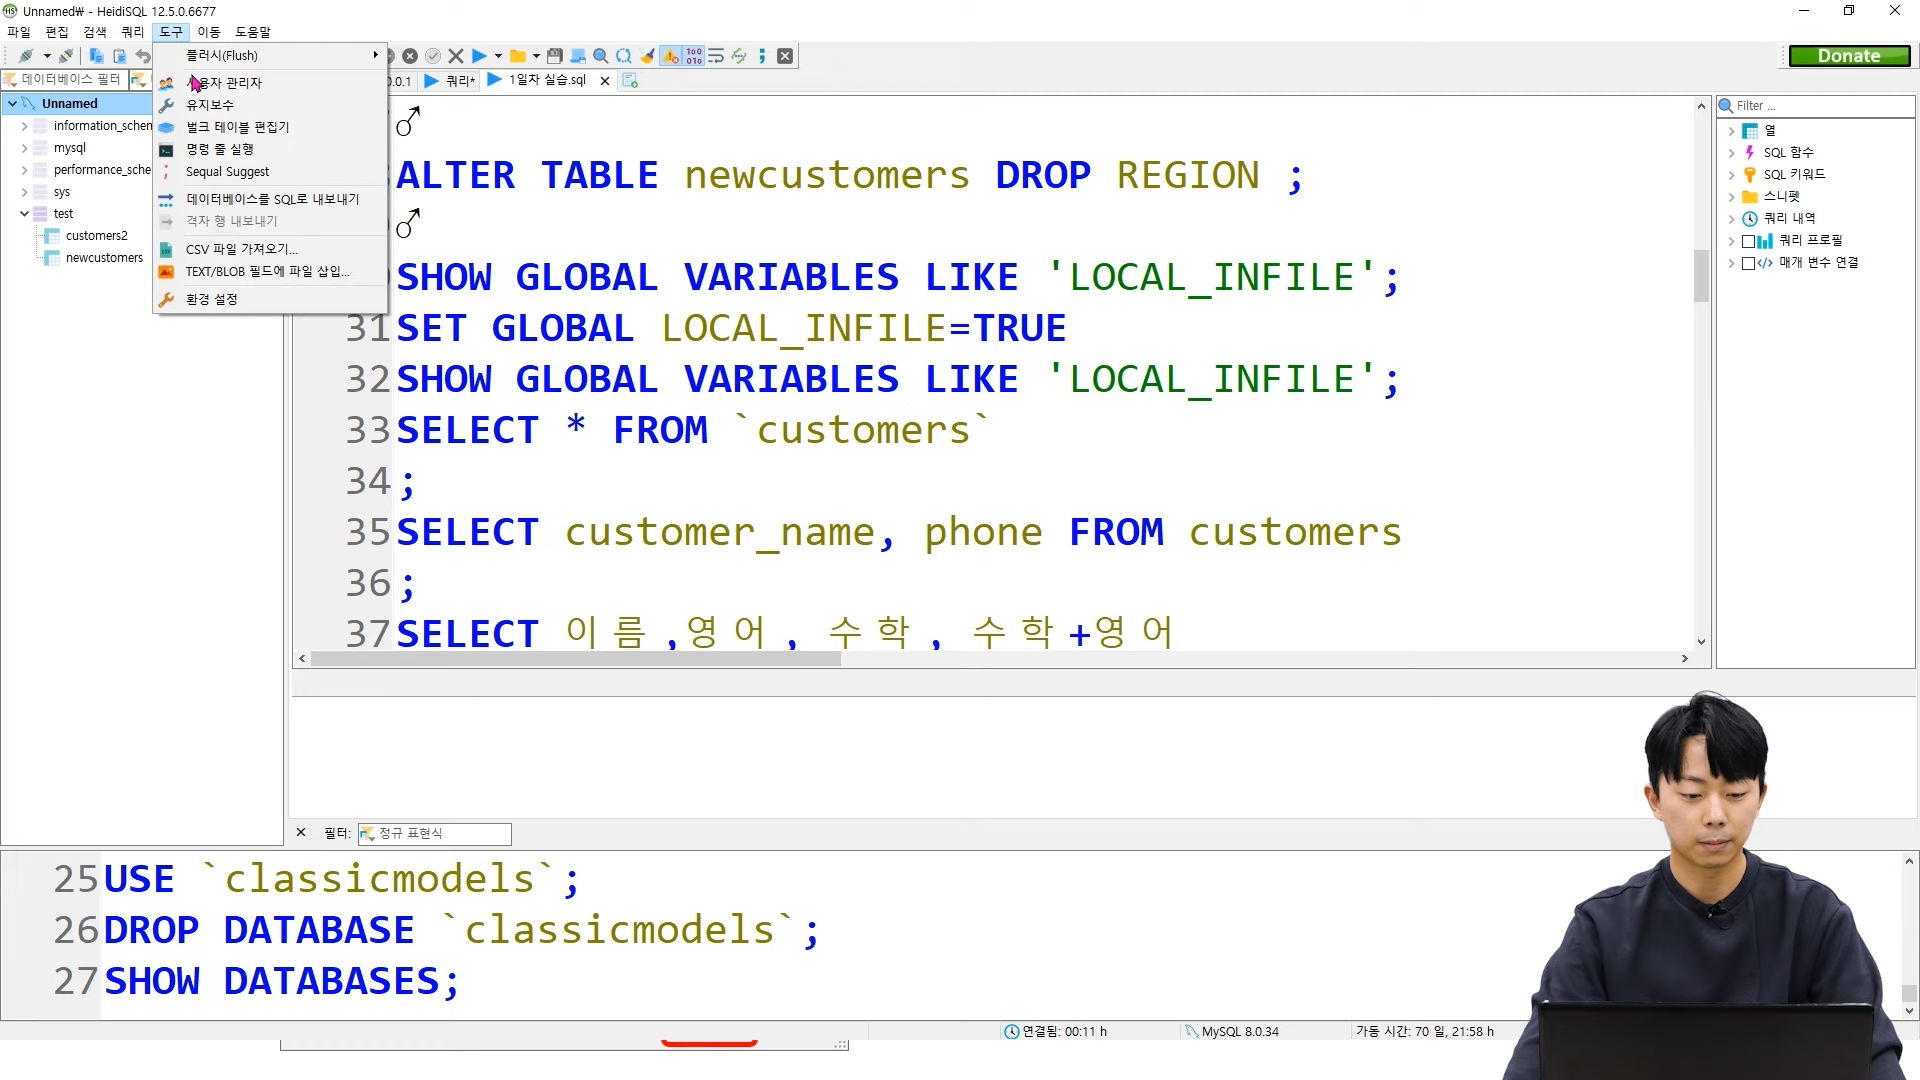 Unnamed₩ - HeidiSQL 12.5.0.6677
파일 편집 검색 쿼리 도구 이동 도움말
Donate
데이터베이스 필터
0.0.1 쿼리* 1일차 실습.sql
플러시(Flush)
사용자 관리자
유지보수
벌크 테이블 편집기
명령 줄 실행
Sequal Suggest
데이터베이스를 SQL로 내보내기
격자 행 내보내기
CSV 파일 가져오기...
TEXT/BLOB 필드에 파일 삽입...
환경 설정
Unnamed
information_schem
mysql
performance_sche
sys
test
customers2
newcustomers
ALTER TABLE newcustomers DROP REGION ;
SHOW GLOBAL VARIABLES LIKE 'LOCAL_INFILE';
31 SET GLOBAL LOCAL_INFILE=TRUE
32 SHOW GLOBAL VARIABLES LIKE 'LOCAL_INFILE';
33 SELECT * FROM `customers`
34 ;
35 SELECT customer_name, phone FROM customers
36 ;
37 SELECT 이름,영어, 수학, 수학+영어
Filter ...
열
SQL 함수
SQL 키워드
스니펫
쿼리 내역
쿼리 프로필
매개 변수 연결
필터: 정규 표현식
25 USE `classicmodels`;
26 DROP DATABASE `classicmodels`;
27 SHOW DATABASES;
연결됨: 00:11 h MySQL 8.0.34 가동 시간: 70 일, 21:58 h